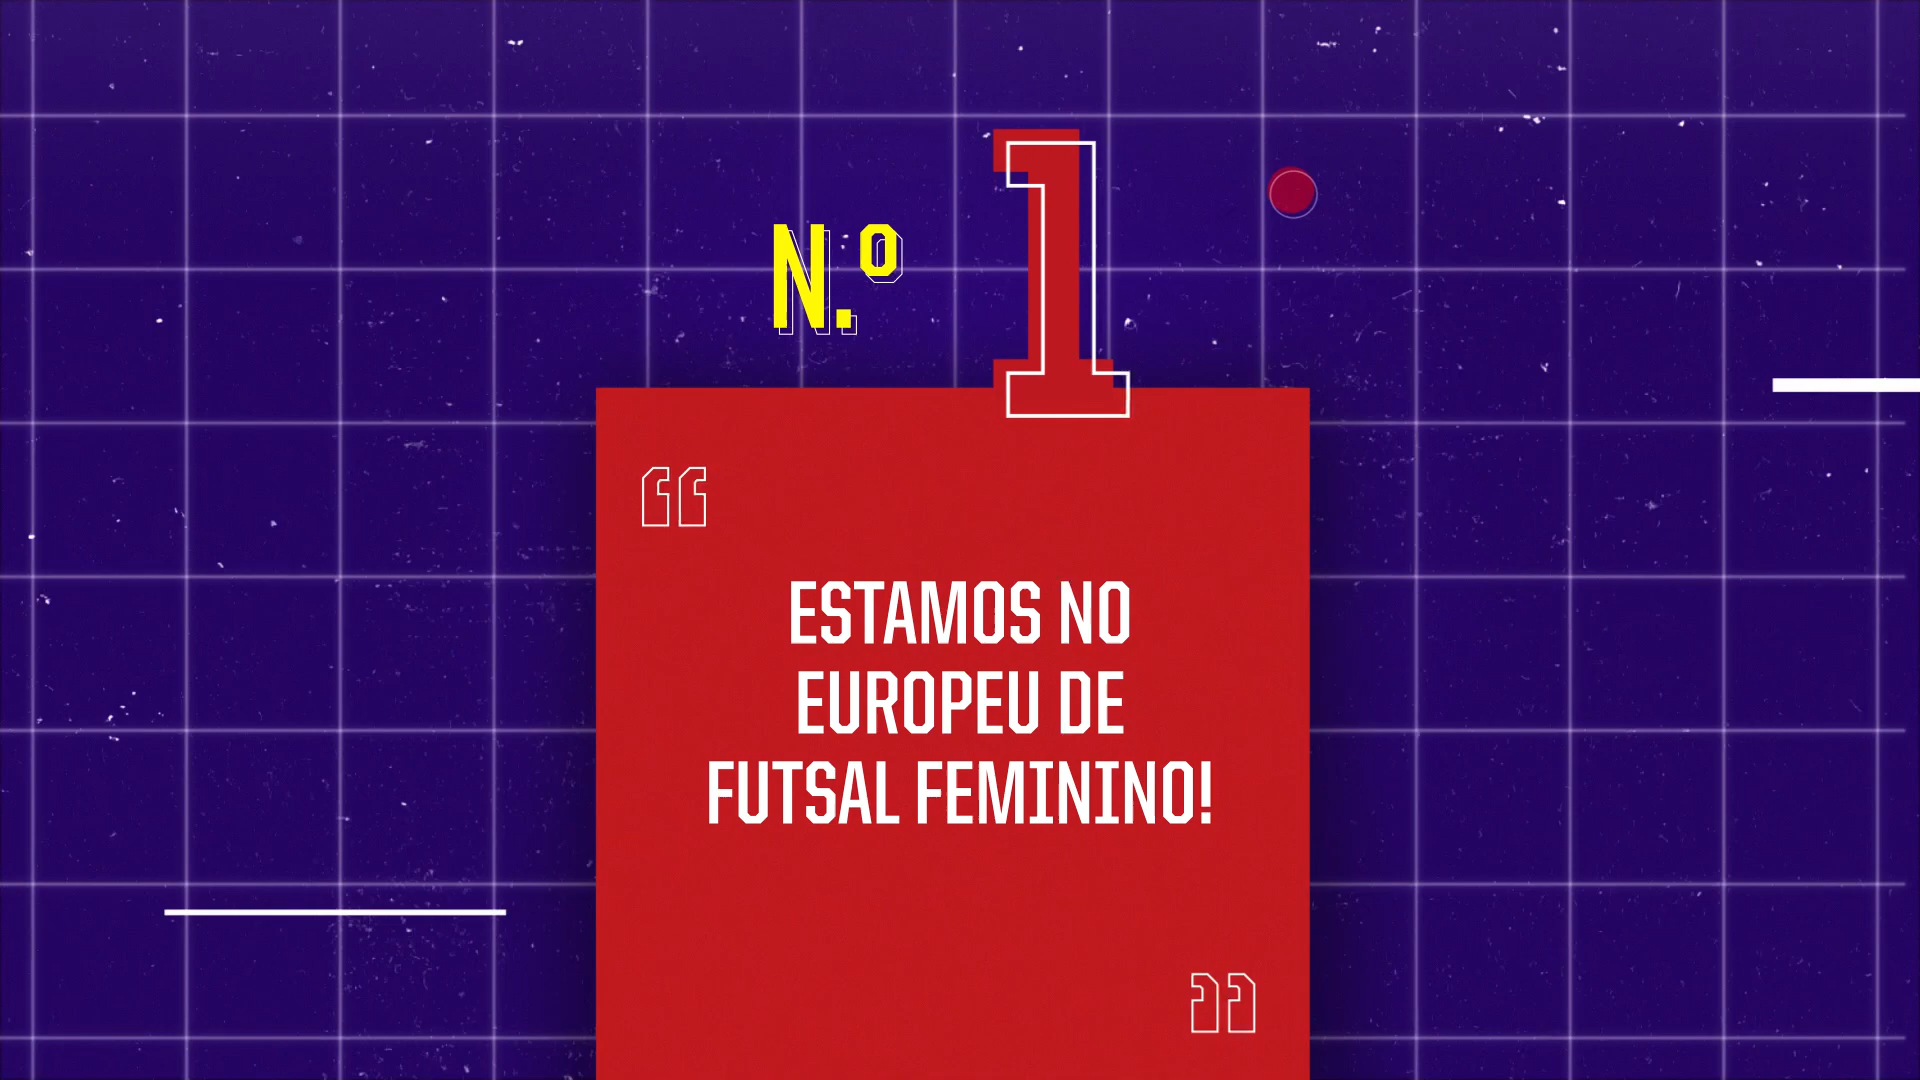 N.º 1
“
ESTAMOS NO
EUROPEU DE
FUTSAL FEMININO!
”